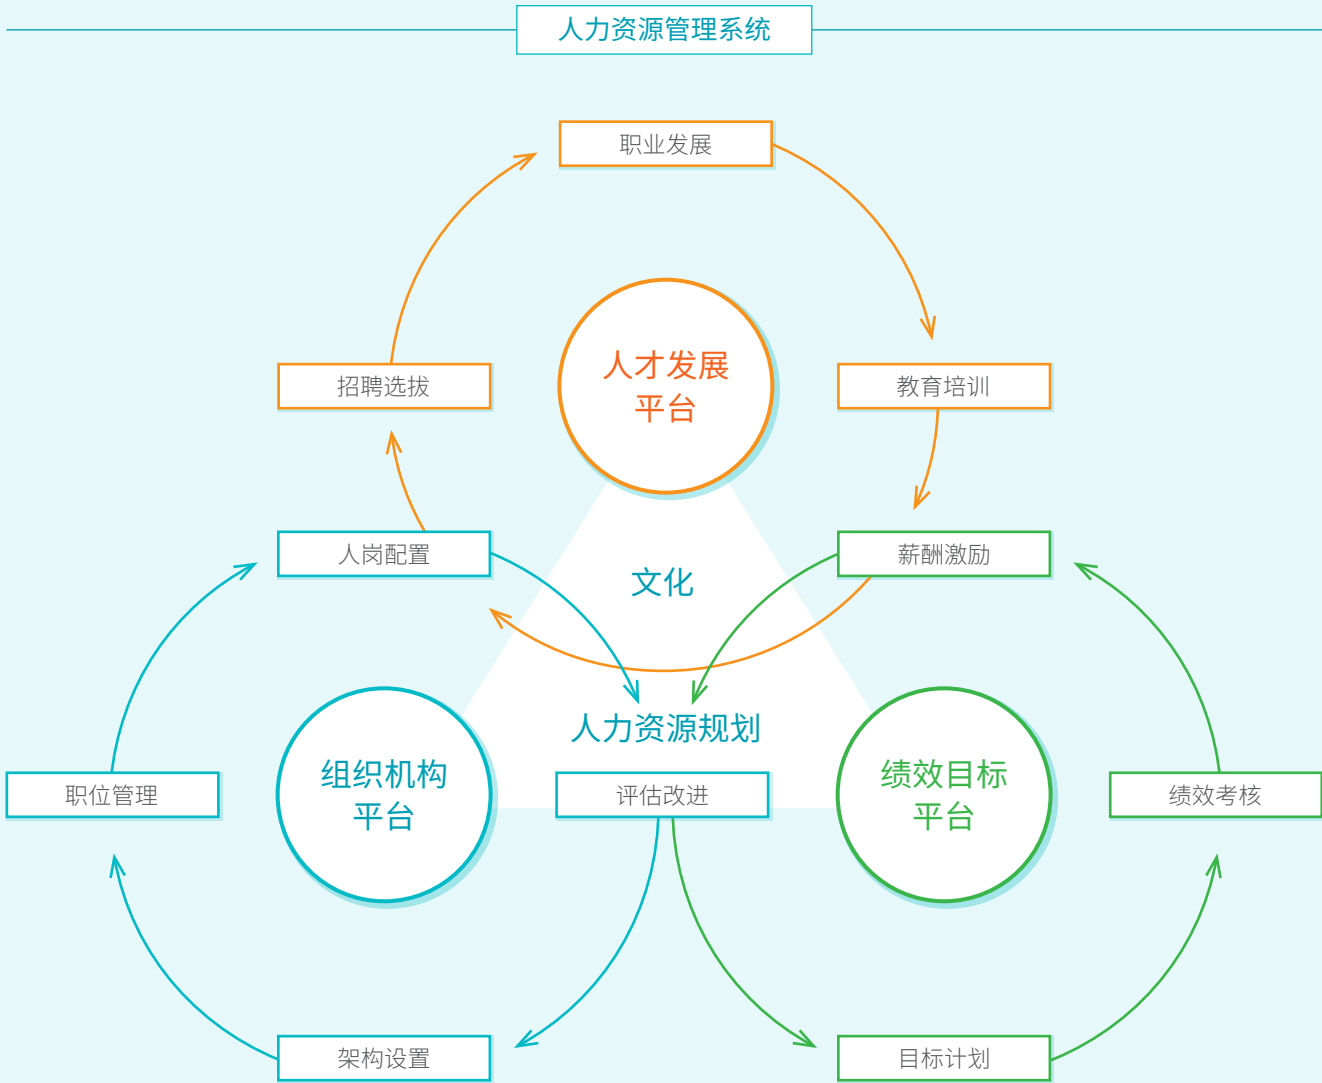 人力资源管理系统
职业发展
人才发展
平台
招聘选拔
教育培训
人岗配置
薪酬激励
文化
人力资源规划
组织机构
平台
绩效目标
平台
职位管理
评估改进
绩效考核
架构设置
目标计划